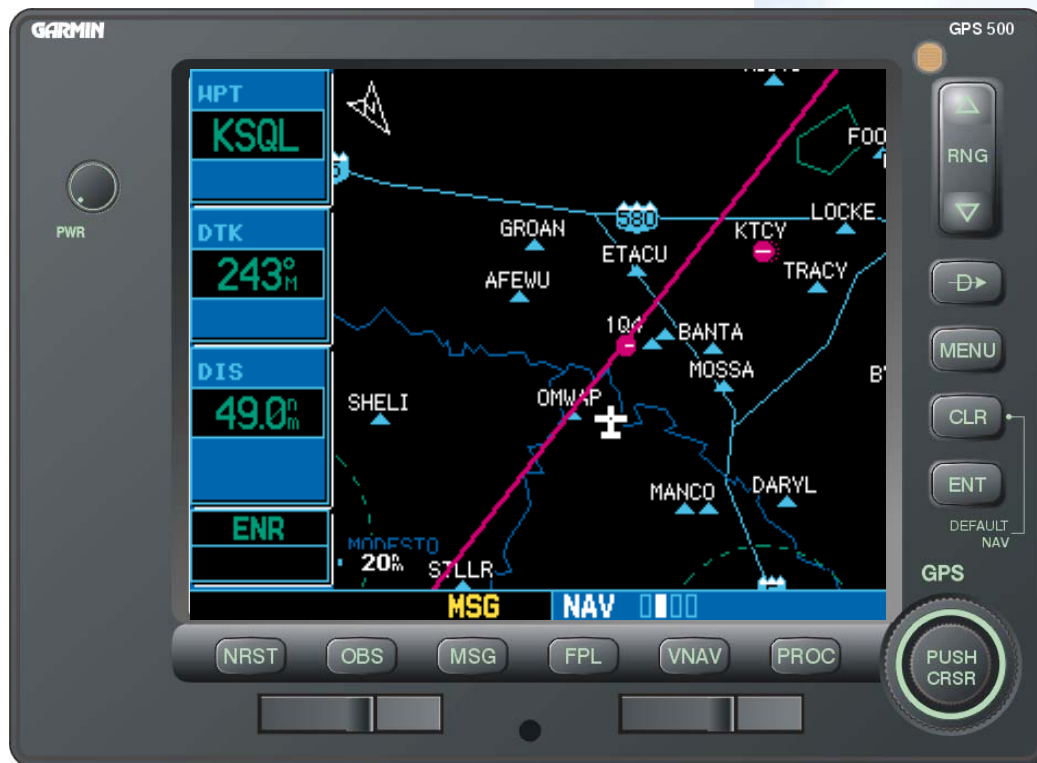 GARMIN
GPS 500
WPT
KSQL
DTK
243°M
DIS
49.0nm
ENR
580
GROAN
ETACU
LOCKE
KTCY
TRACY
AFEWU
1Q4
BANTA
MOSSA
SHELI
OMWAP
MANCO
DARYL
MODESTO
20nm
STLLR
FOO
B
MSG
NAV
PWR
RNG
D
MENU
CLR
ENT
DEFAULT
NAV
GPS
PUSH
CRSR
NRST
OBS
MSG
FPL
VNAV
PROC
N
5